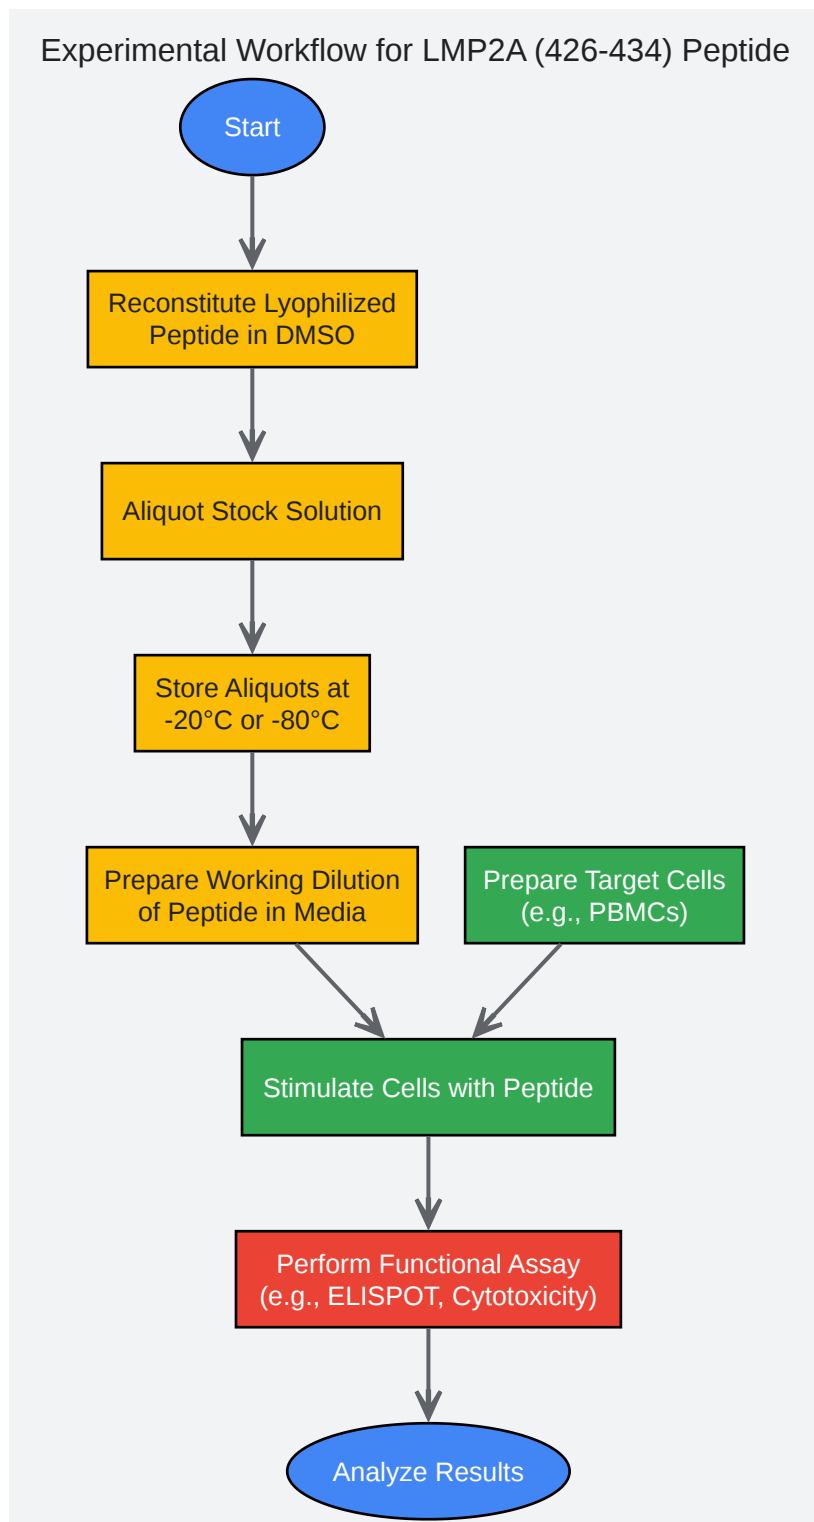 Experimental Workflow for LMP2A (426-434) Peptide
Start
Reconstitute Lyophilized
Peptide in DMSO
Aliquot Stock Solution
Store Aliquots at
-20°C or -80°C
Prepare Working Dilution
of Peptide in Media
Prepare Target Cells
(e.g., PBMCs)
Stimulate Cells with Peptide
Perform Functional Assay
(e.g., ELISPOT, Cytotoxicity)
Analyze Results